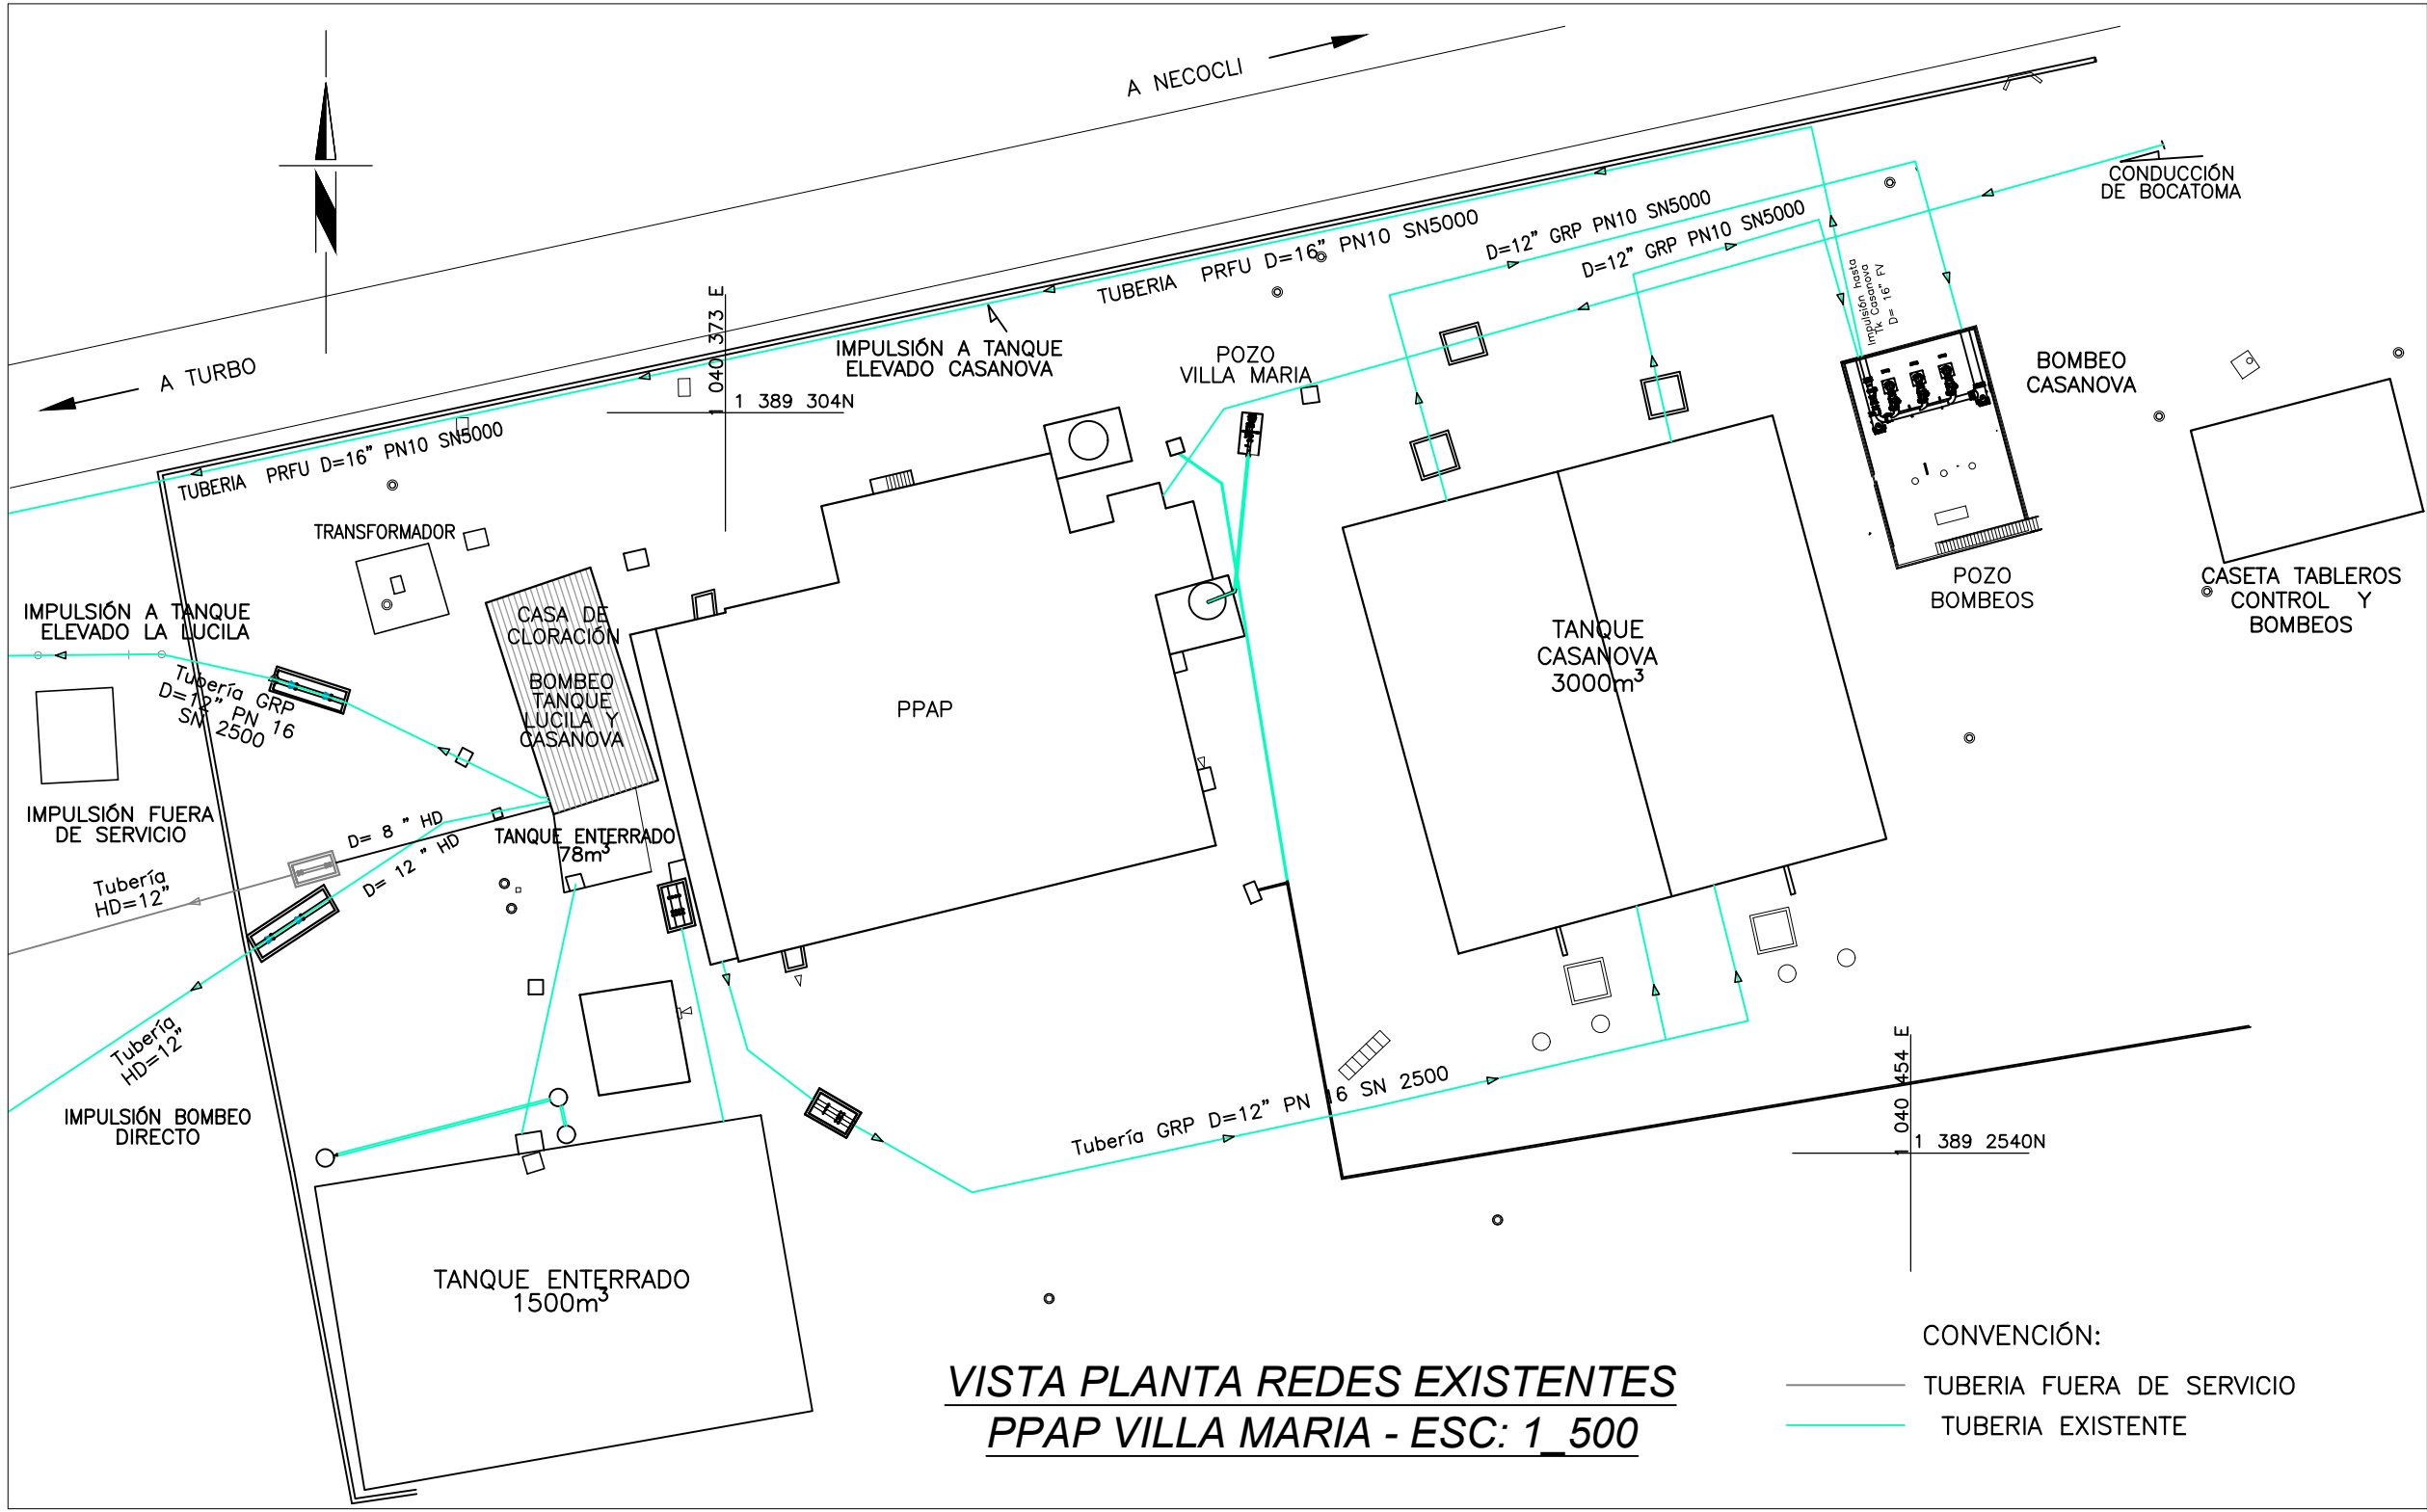 A NECOCLI
A TURBO
CONDUCCIÓN
DE BOCATOMA
TUBERIA PRFU D=16” PN10 SN5000
D=12” GRP PN10 SN5000
D=12” GRP PN10 SN5000
Impulsión hasta
TK Casanova
D= 16” FV
1 040 373 E
1 389 304N
IMPULSIÓN A TANQUE
ELEVADO CASANOVA
POZO
VILLA MARIA
BOMBEO
CASANOVA
TUBERIA PRFU D=16” PN10 SN5000
TRANSFORMADOR
POZO
BOMBEOS
CASETA TABLEROS
CONTROL Y
BOMBEOS
IMPULSIÓN A TANQUE
ELEVADO LA LUCILA
CASA DE
CLORACIÓN
BOMBEO
TANQUE
LUCILA Y
CASANOVA
PPAP
TANQUE
CASANOVA
3000m³
Tubería GRP
D=12” PN 16
SN 2500
IMPULSIÓN FUERA
DE SERVICIO
D= 8 ” HD
D= 12 ” HD
TANQUE ENTERRADO
78m³
Tubería
HD=12”
Tubería
HD=12”
IMPULSIÓN BOMBEO
DIRECTO
Tubería GRP D=12” PN 16 SN 2500
1 040 454 E
1 389 2540N
TANQUE ENTERRADO
1500m³
CONVENCIÓN:
TUBERIA FUERA DE SERVICIO
TUBERIA EXISTENTE
VISTA PLANTA REDES EXISTENTES
PPAP VILLA MARIA - ESC: 1_500